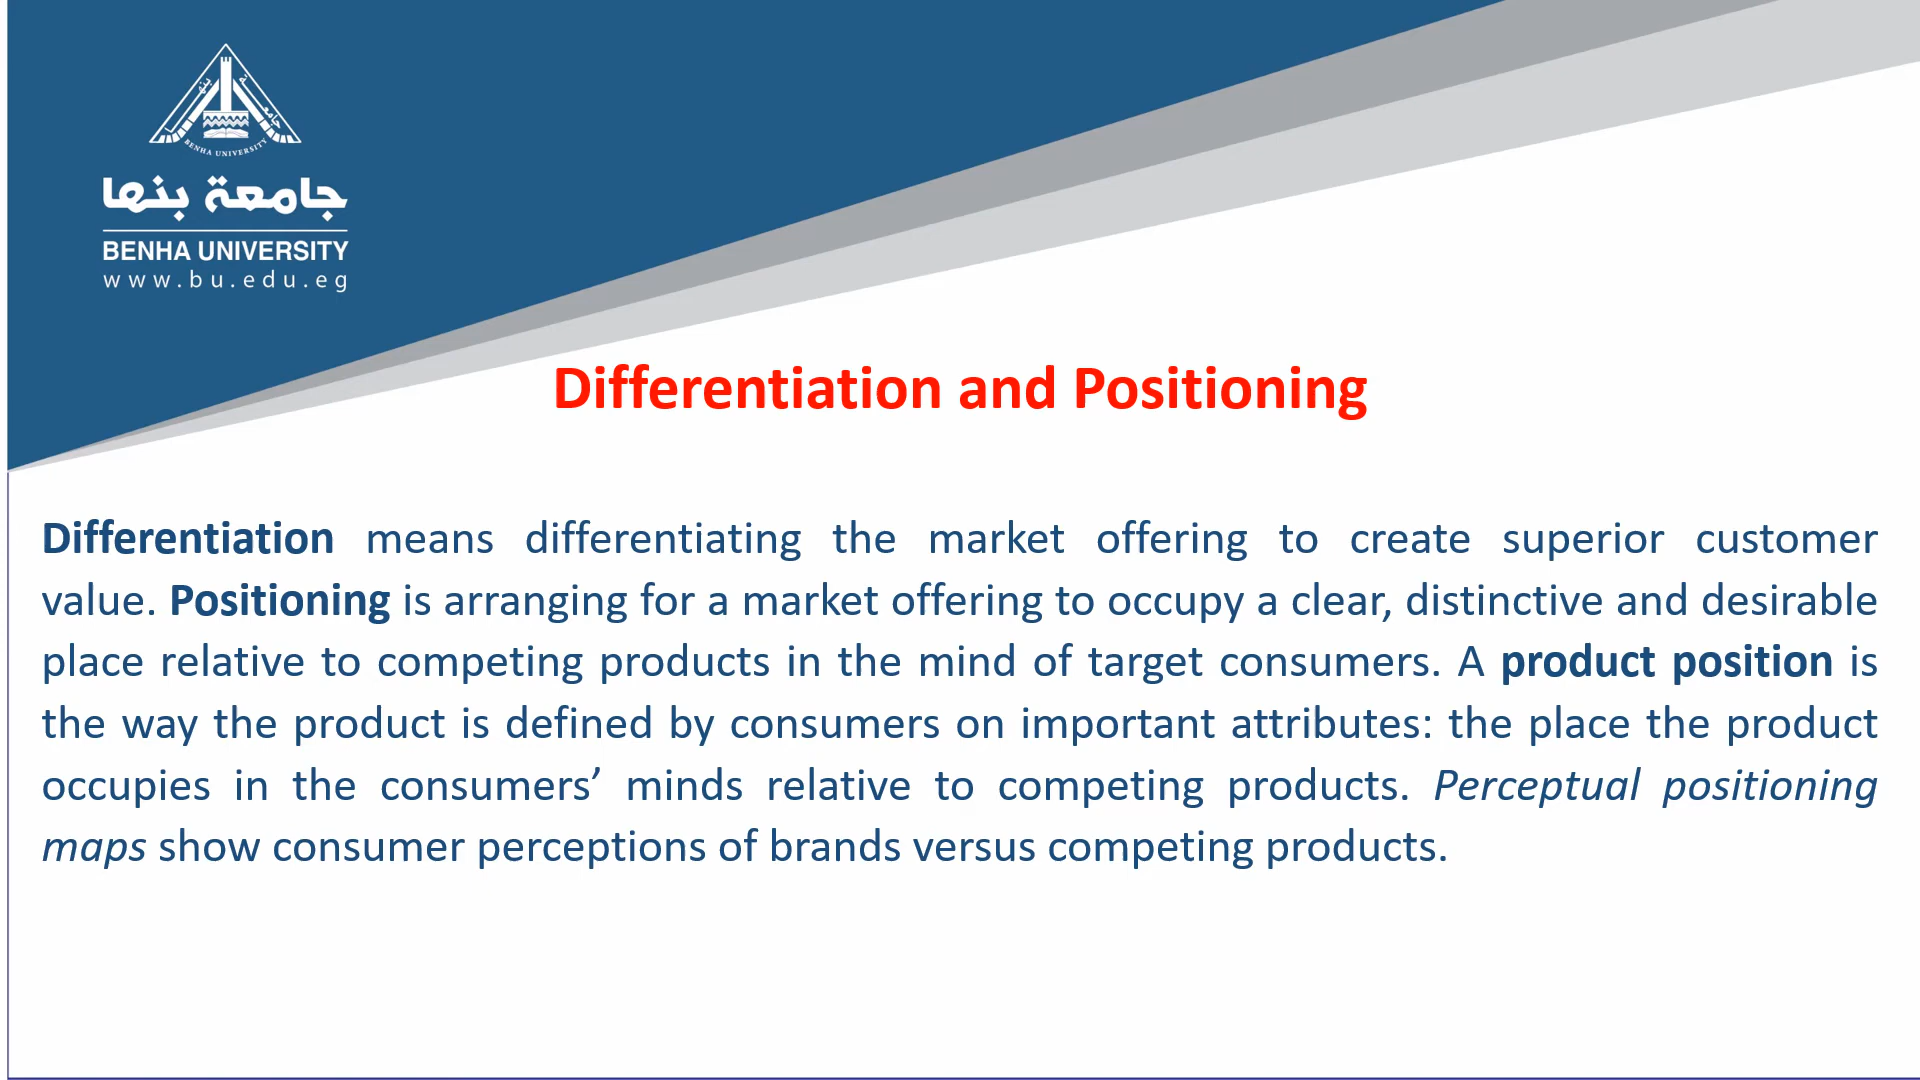 بنها
جامعة
BENHA UNIVERSITY
جامعة بنها
BENHA UNIVERSITY
www.bu.edu.eg
Differentiation and Positioning
Differentiation means differentiating the market offering to create superior customer
value. Positioning is arranging for a market offering to occupy a clear, distinctive and desirable
place relative to competing products in the mind of target consumers. A product position is
the way the product is defined by consumers on important attributes: the place the product
occupies in the consumers’ minds relative to competing products. Perceptual positioning
maps show consumer perceptions of brands versus competing products.